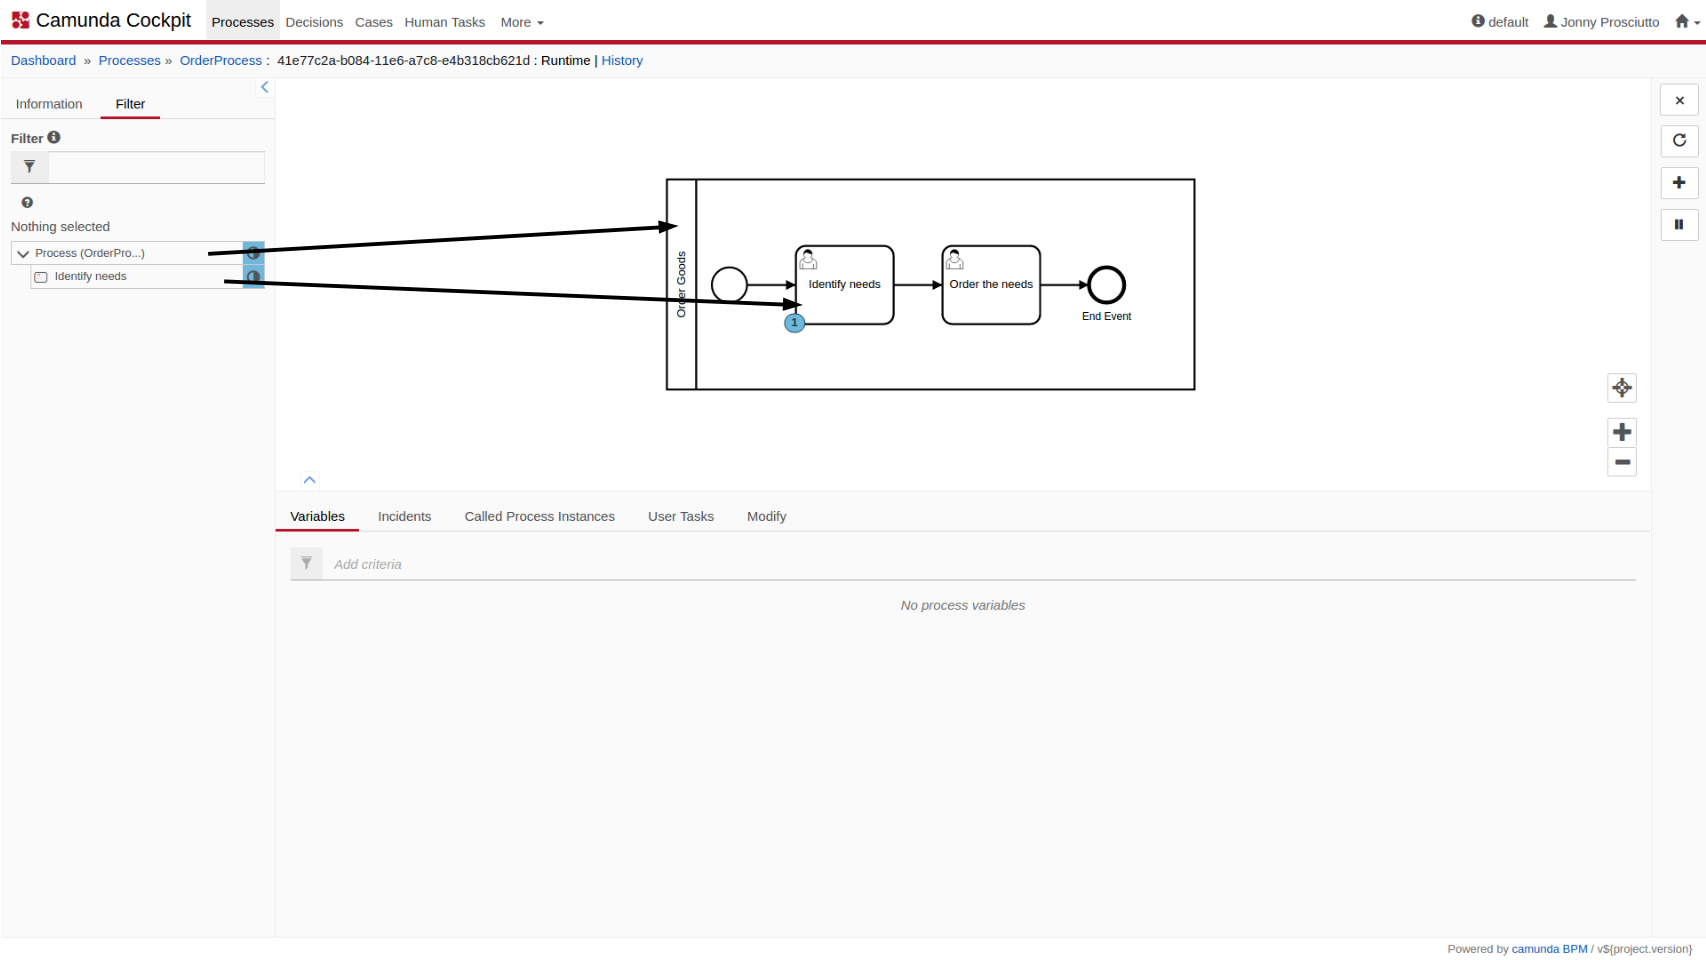 Camunda Cockpit Processes Decisions Cases Human Tasks More default Jonny Prosciutto
Dashboard » Processes » OrderProcess : 41e77c2a-b084-11e6-a7c8-e4b318cb621d : Runtime | History
Information Filter
Filter
Nothing selected
Process (OrderPro...)
Identify needs
Order Goods
Identify needs
1
Order the needs
End Event
Variables Incidents Called Process Instances User Tasks Modify
Add criteria
No process variables
Powered by camunda BPM / v${project.version}